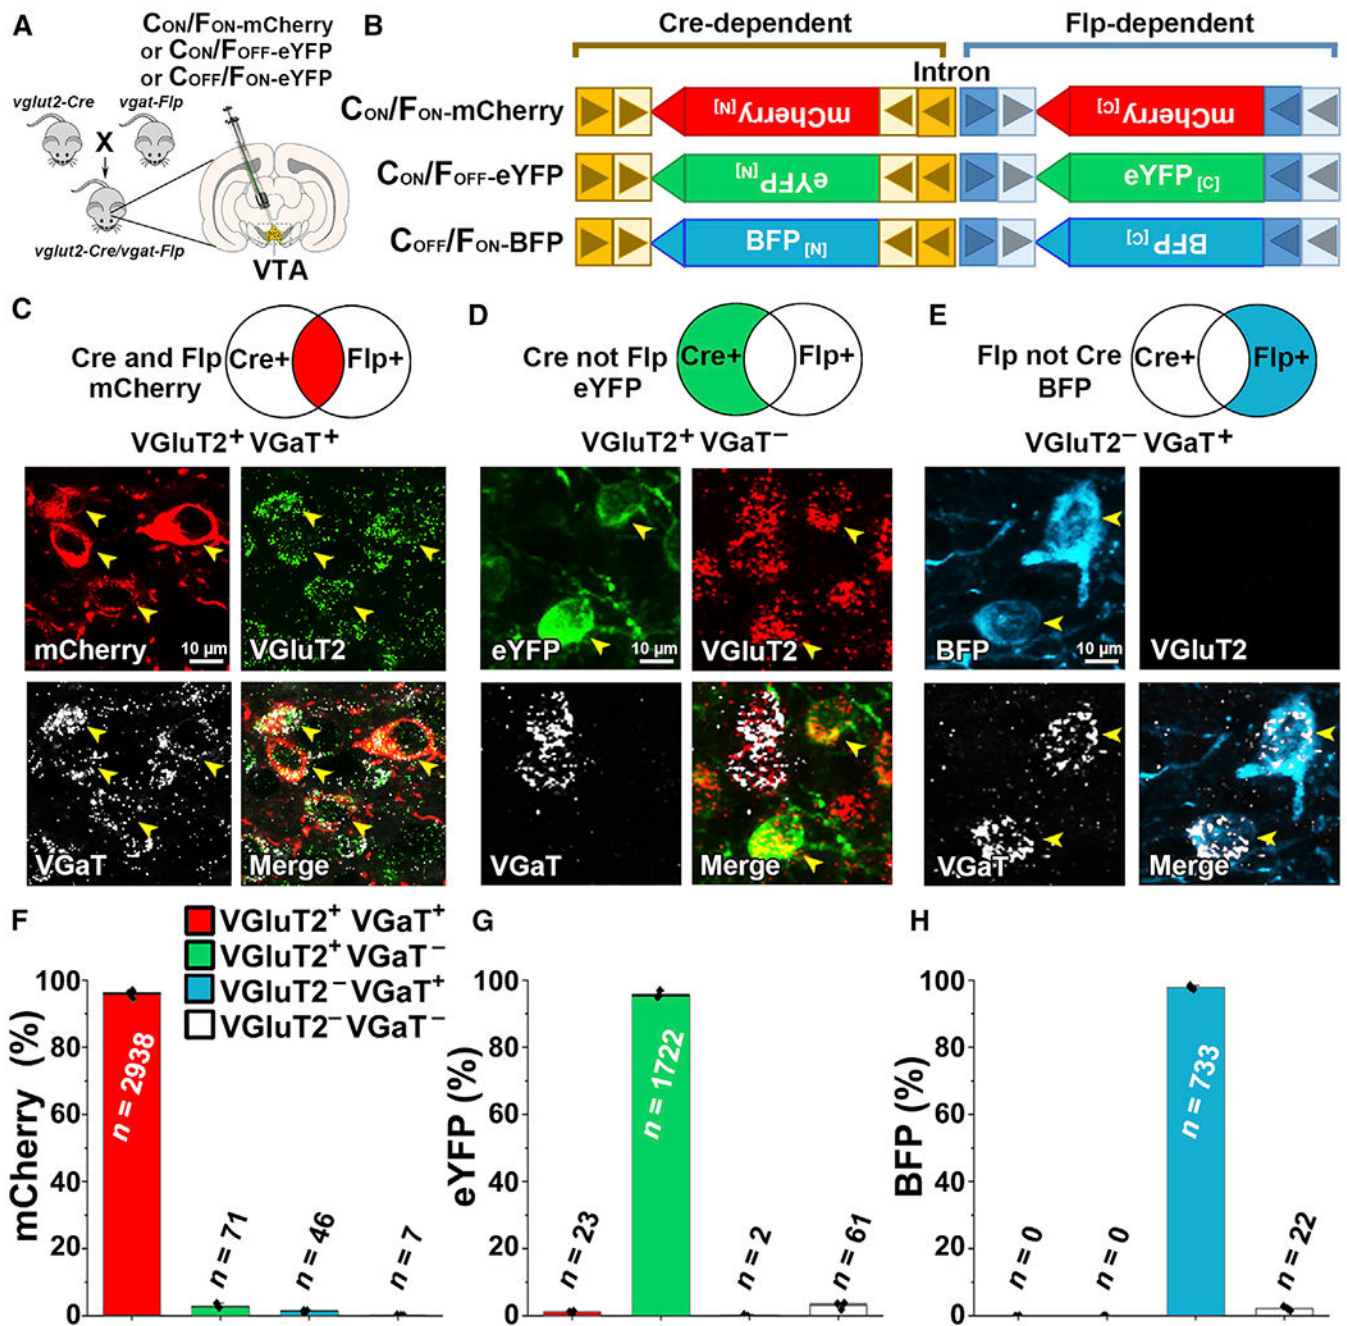 A
CON/FON-mCherry
or CON/FOFF-eYFP
or COFF/FON-eYFP
vglut2-Cre
vgat-Flp
X
vglut2-Cre/vgat-Flp
VTA
B
Cre-dependent
Flp-dependent
Intron
CON/FON-mCherry
mCherry[N]
mCherry[C]
CON/FOFF-eYFP
eYFP[N]
eYFP[C]
COFF/FON-BFP
BFP[N]
BFP[C]
C
Cre and Flp
mCherry
Cre+
Flp+
VGluT2+ VGaT+
mCherry
10 µm
VGluT2
VGaT
Merge
D
Cre not Flp
eYFP
Cre+
Flp+
VGluT2+ VGaT−
eYFP
10 µm
VGluT2
VGaT
Merge
E
Flp not Cre
BFP
Cre+
Flp+
VGluT2− VGaT+
BFP
10 µm
VGluT2
VGaT
Merge
F
VGluT2+ VGaT+
VGluT2+ VGaT−
VGluT2− VGaT+
VGluT2− VGaT−
mCherry (%)
100
80
60
40
20
0
n = 2938
n = 71
n = 46
n = 7
G
eYFP (%)
100
80
60
40
20
0
n = 23
n = 1722
n = 2
n = 61
H
BFP (%)
100
80
60
40
20
0
n = 0
n = 0
n = 733
n = 22